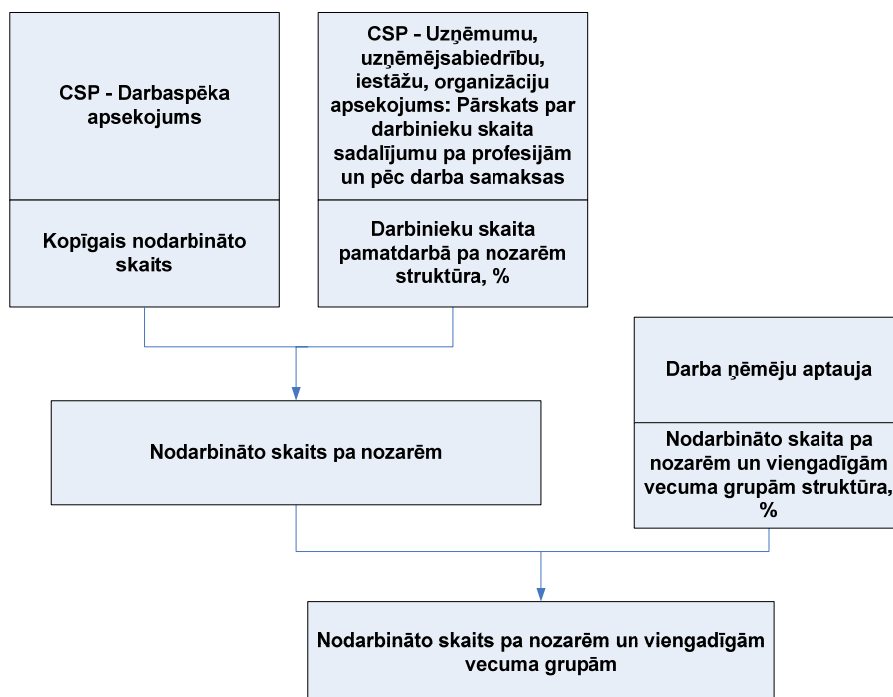 CSP - Darbaspēka
apsekojums
CSP - Uzņēmumu,
uzņēmējsabiedrību,
iestāžu, organizāciju
apsekojums: Pārskats par
darbinieku skaita
sadalījumu pa profesijām
un pēc darba samaksas
Kopīgais nodarbināto
skaits
Darbinieku skaita
pamatdarbā pa nozarēm
struktūra, %
Darba ņēmēju aptauja
Nodarbināto skaits pa nozarēm
Nodarbināto skaita pa
nozarēm un viengadīgām
vecuma grupām struktūra,
%
Nodarbināto skaits pa nozarēm un viengadīgām
vecuma grupām